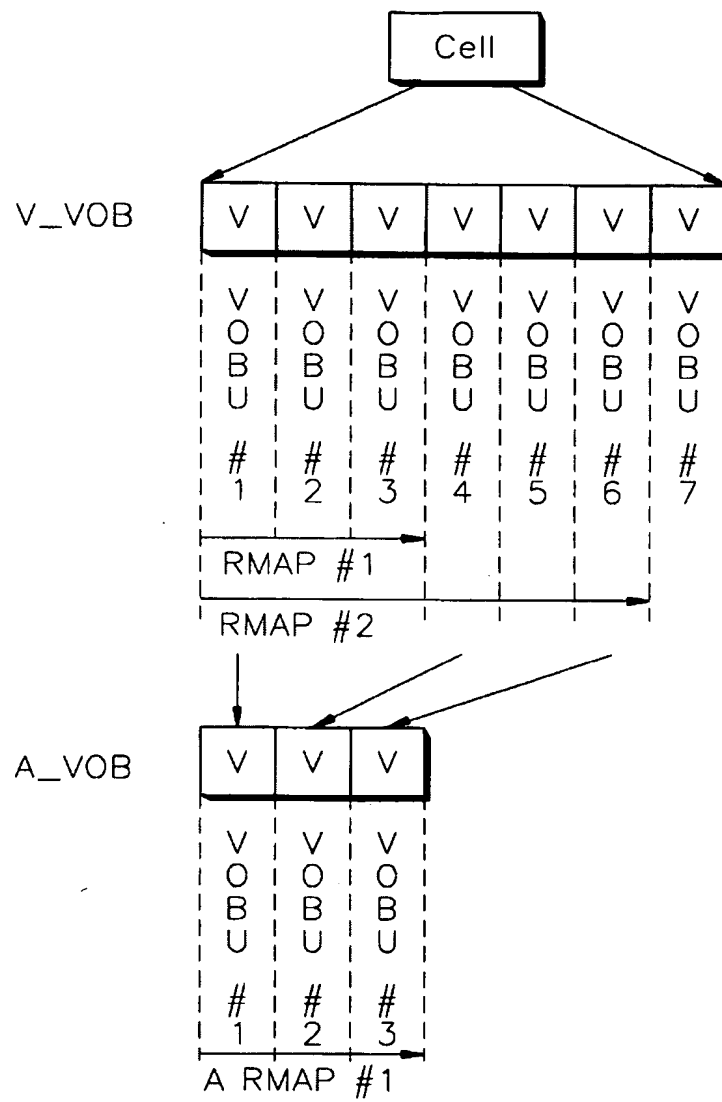 Cell
V_VOB V V V V V V V
VOBU #1 VOBU #2 VOBU #3 VOBU #4 VOBU #5 VOBU #6 VOBU #7
RMAP #1
RMAP #2
A_VOB V V V
VOBU #1 VOBU #2 VOBU #3
A RMAP #1